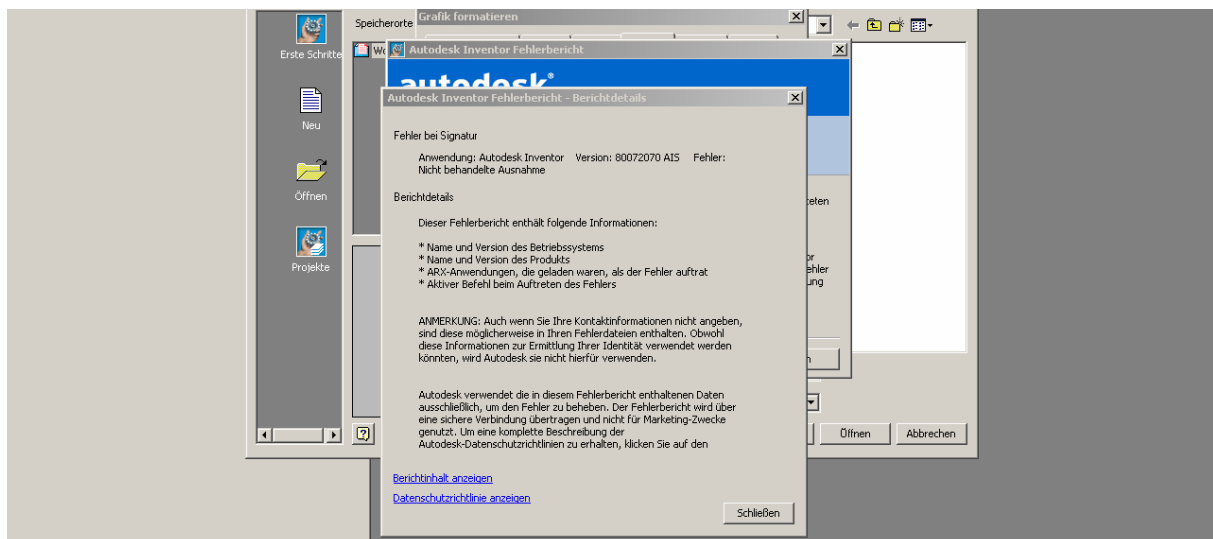 Grafik formatieren
Speicherorte
Erste Schritte
Autodesk Inventor Fehlerbericht
autodesk®
Autodesk Inventor Fehlerbericht - Berichtdetails
Neu
Fehler bei Signatur
Anwendung: Autodesk Inventor Version: 80072070 AIS Fehler:
Nicht behandelte Ausnahme
Öffnen
Berichtdetails
Dieser Fehlerbericht enthält folgende Informationen:
* Name und Version des Betriebssystems
* Name und Version des Produkts
* ARX-Anwendungen, die geladen waren, als der Fehler auftrat
* Aktiver Befehl beim Auftreten des Fehlers
Projekte
ANMERKUNG: Auch wenn Sie Ihre Kontaktinformationen nicht angeben,
sind diese möglicherweise in Ihren Fehlerdateien enthalten. Obwohl
diese Informationen zur Ermittlung Ihrer Identität verwendet werden
könnten, wird Autodesk sie nicht hierfür verwenden.
Autodesk verwendet die in diesem Fehlerbericht enthaltenen Daten
ausschließlich, um den Fehler zu beheben. Der Fehlerbericht wird über
eine sichere Verbindung übertragen und nicht für Marketing-Zwecke
genutzt. Um eine komplette Beschreibung der
Autodesk-Datenschutzrichtlinien zu erhalten, klicken Sie auf den
Öffnen
Abbrechen
Berichtinhalt anzeigen
Datenschutzrichtlinie anzeigen
Schließen